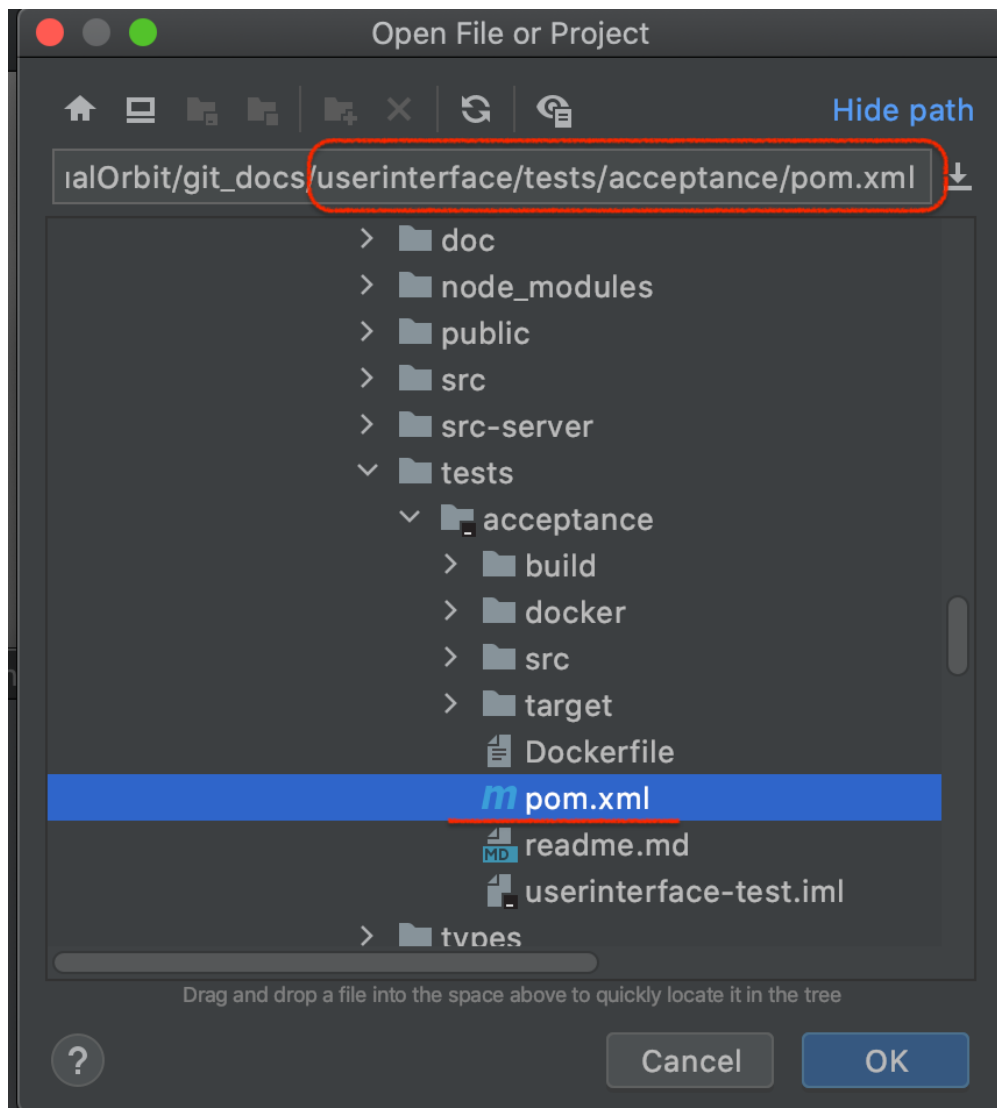 Open File or Project
Hide path
ıalOrbit/git_docs/userinterface/tests/acceptance/pom.xml
doc
node_modules
public
src
src-server
tests
acceptance
build
docker
src
target
Dockerfile
m pom.xml
MD readme.md
userinterface-test.iml
types
Drag and drop a file into the space above to quickly locate it in the tree
? Cancel OK